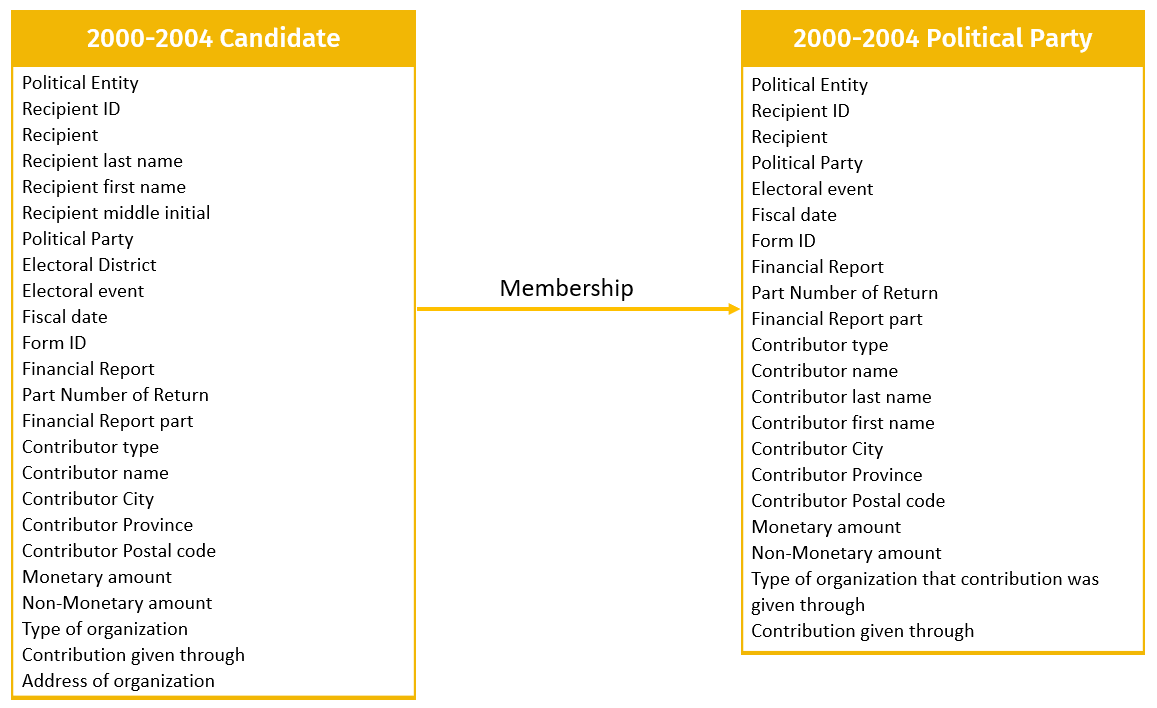 2000-2004 Candidate
Political Entity
Recipient ID
Recipient
Recipient last name
Recipient first name
Recipient middle initial
Political Party
Electoral District
Electoral event
Fiscal date
Form ID
Financial Report
Part Number of Return
Financial Report part
Contributor type
Contributor name
Contributor City
Contributor Province
Contributor Postal code
Monetary amount
Non-Monetary amount
Type of organization
Contribution given through
Address of organization
Membership
2000-2004 Political Party
Political Entity
Recipient ID
Recipient
Political Party
Electoral event
Fiscal date
Form ID
Financial Report
Part Number of Return
Financial Report part
Contributor type
Contributor name
Contributor last name
Contributor first name
Contributor City
Contributor Province
Contributor Postal code
Monetary amount
Non-Monetary amount
Type of organization that contribution was
given through
Contribution given through